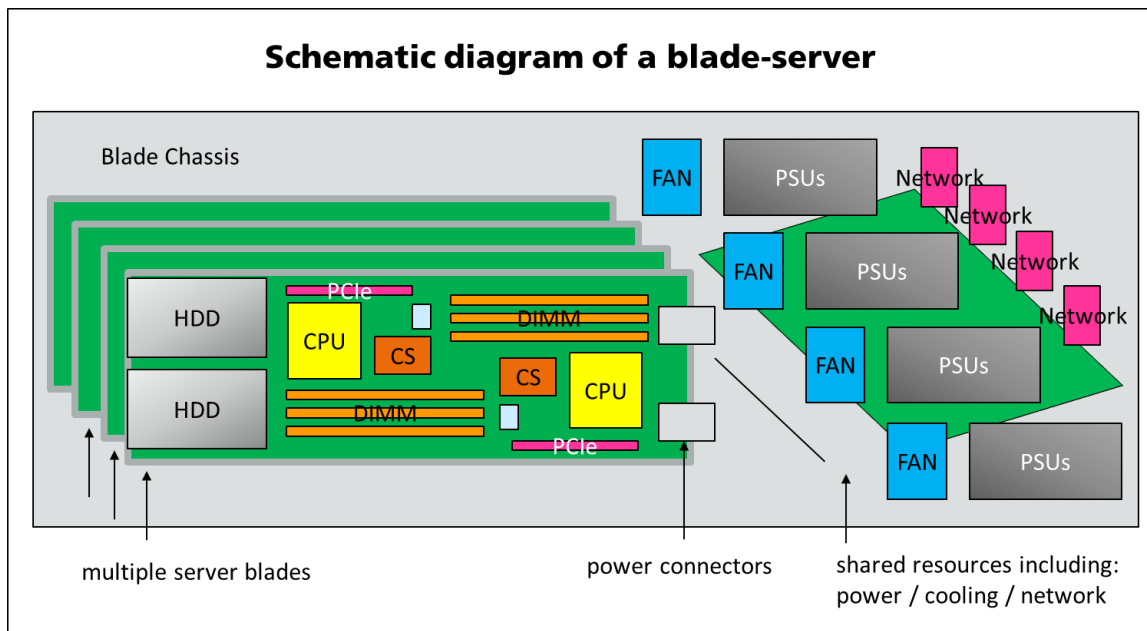 Schematic diagram of a blade-server
Blade Chassis
FAN
PSUs
Network
FAN
PSUs
Network
Network
Network
HDD
PCIe
CPU
CS
DIMM
HDD
DIMM
CS
CPU
PCIe
FAN
PSUs
FAN
PSUs
multiple server blades
power connectors
shared resources including:
power / cooling / network